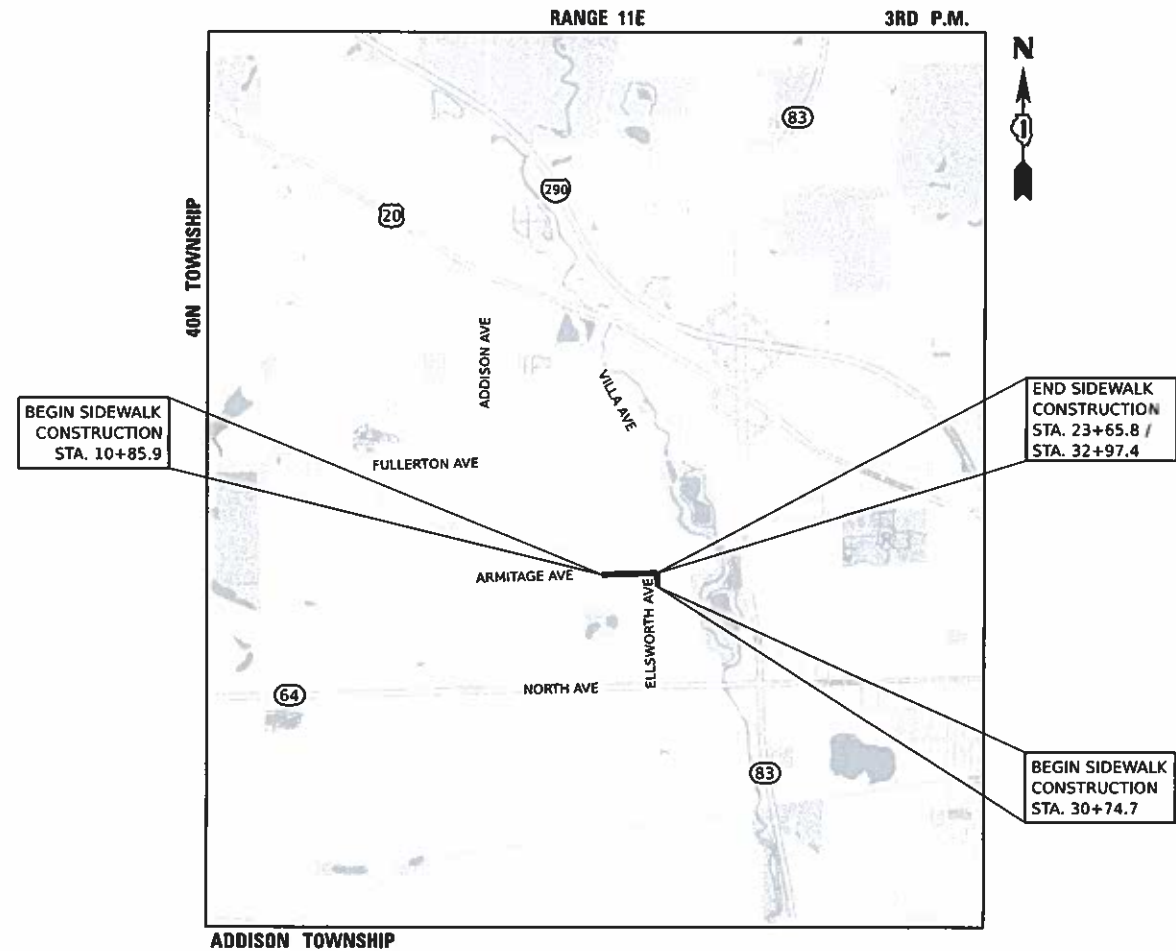 RANGE 11E
3RD P.M.
N
83
1
290
20
40N TOWNSHIP
ADDISON AVE
VILLA AVE
BEGIN SIDEWALK
CONSTRUCTION
STA. 10+85.9
END SIDEWALK
CONSTRUCTION
STA. 23+65.8 /
STA. 32+97.4
FULLERTON AVE
ARMITAGE AVE
ELLSWORTH AVE
NORTH AVE
64
83
BEGIN SIDEWALK
CONSTRUCTION
STA. 30+74.7
ADDISON TOWNSHIP